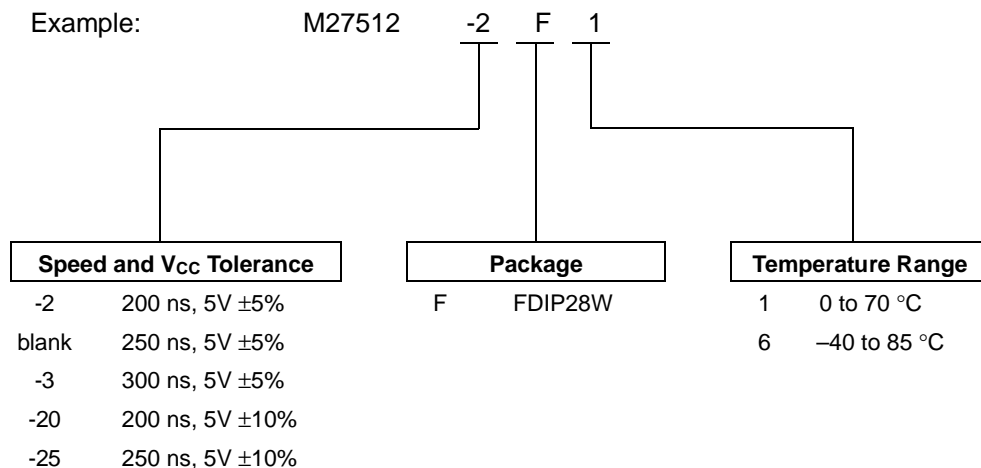 Example: M27512 -2 F 1
Speed and VCC Tolerance
-2 200 ns, 5V ±5%
blank 250 ns, 5V ±5%
-3 300 ns, 5V ±5%
-20 200 ns, 5V ±10%
-25 250 ns, 5V ±10%
Package
F FDIP28W
Temperature Range
1 0 to 70 °C
6 –40 to 85 °C